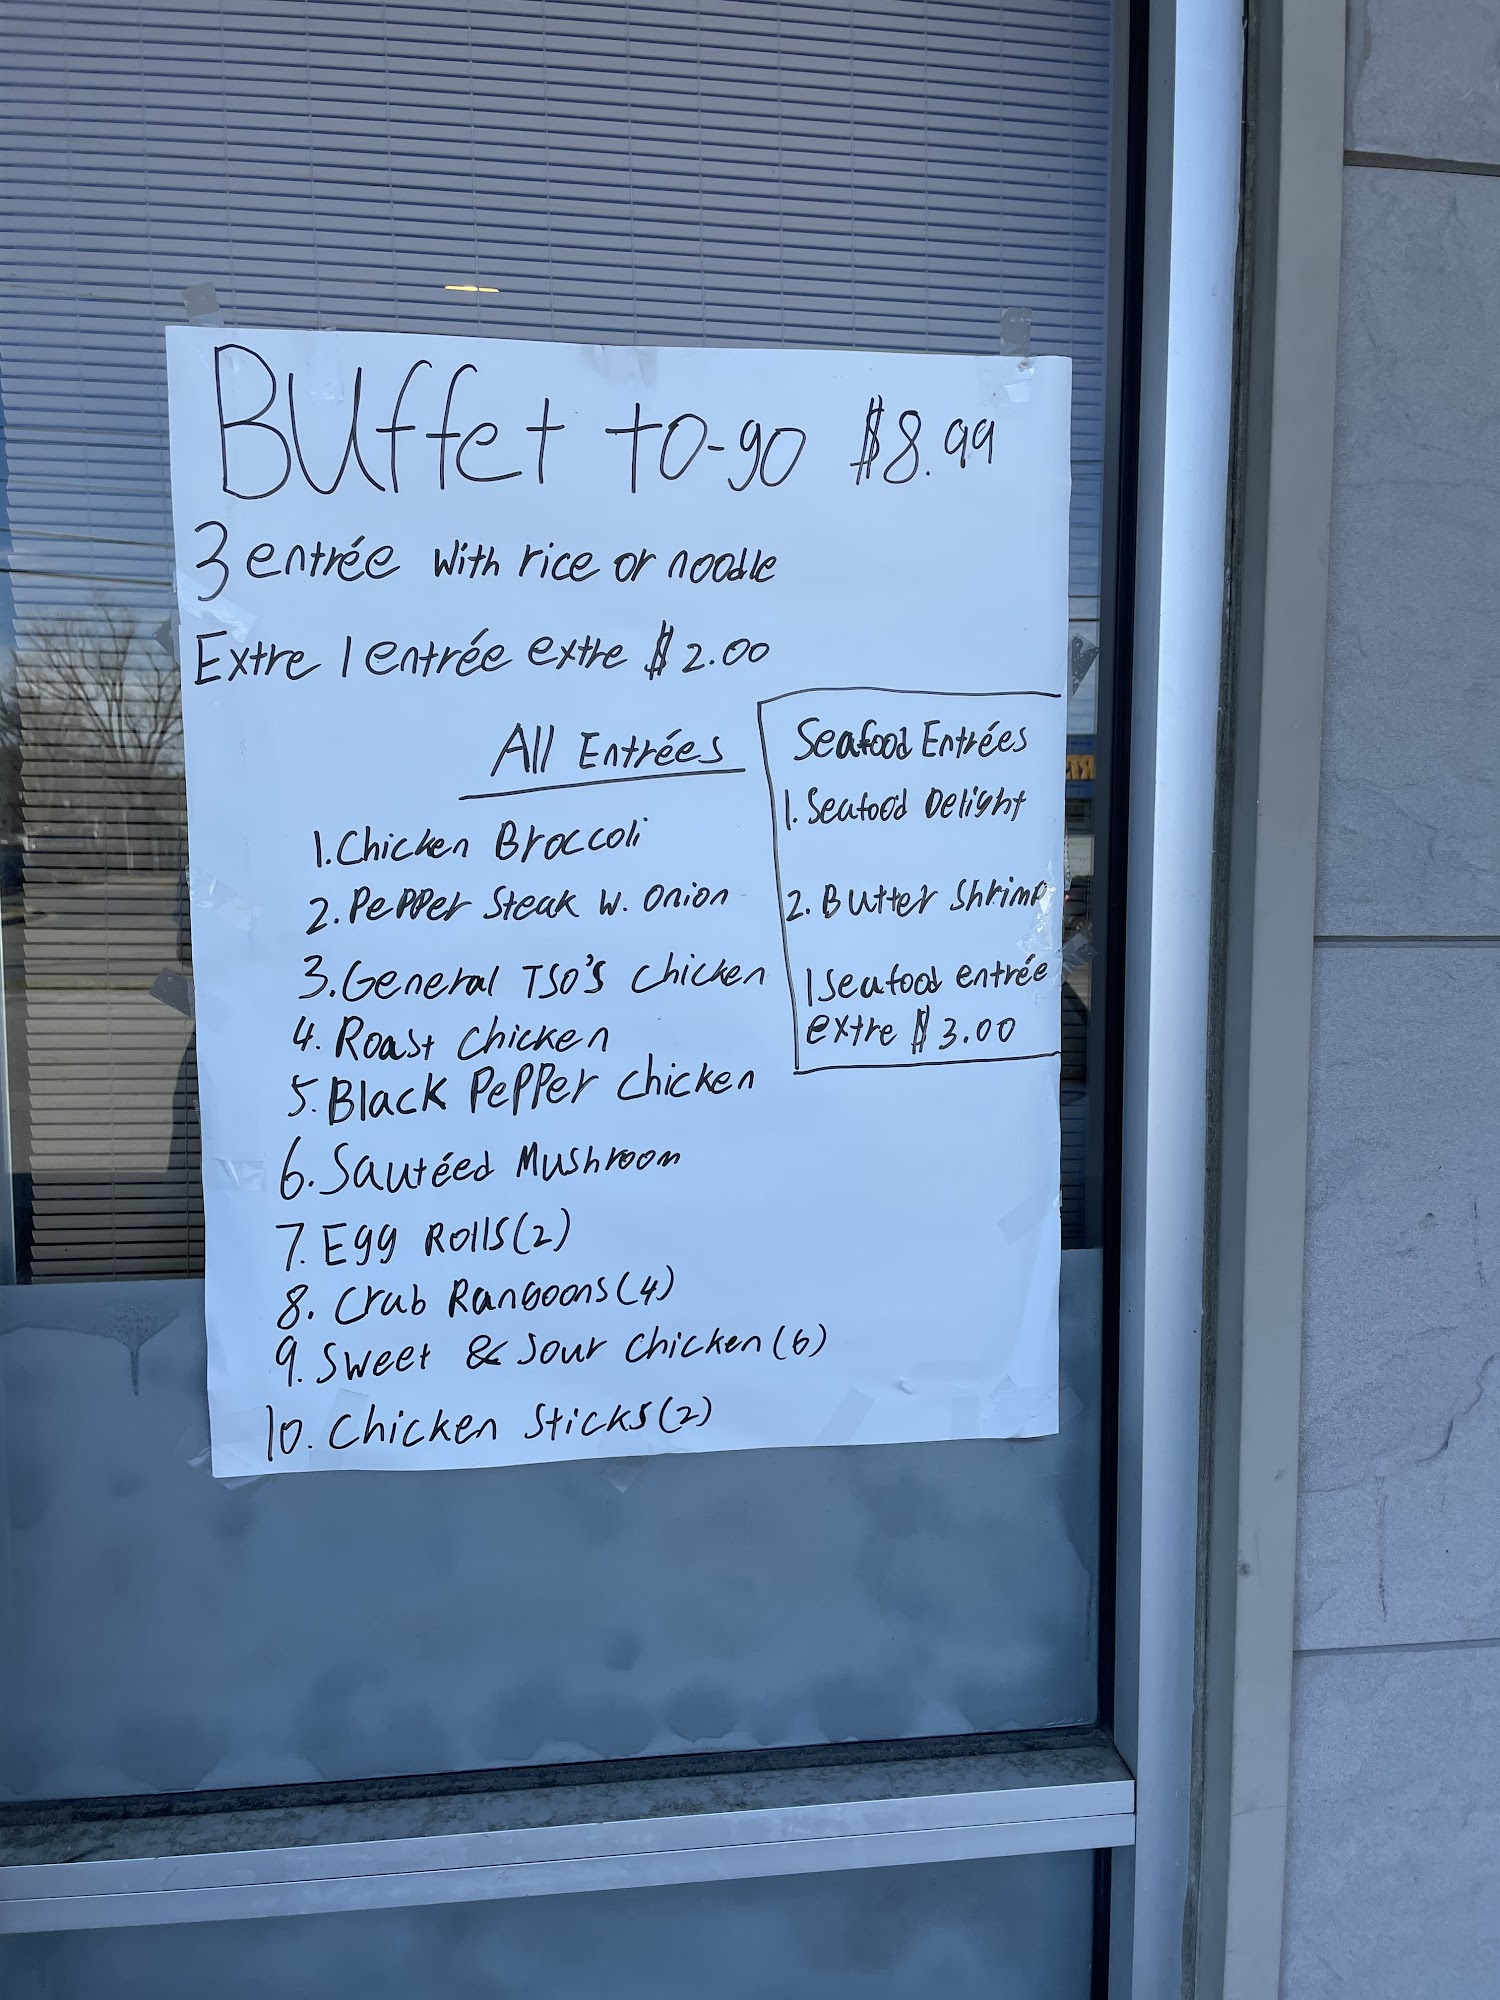 Buffet to-go $8.99
3 entrée with rice or noodle
Extre 1 entrée extre $2.00
All Entrées
1. Chicken Broccoli
2. Pepper Steak w. onion
3. General TSO's chicken
4. Roast chicken
5. Black Pepper chicken
6. Sautéed Mushroom
7. Egg Rolls (2)
8. Crab Rangoons (4)
9. Sweet & Sour chicken (6)
10. Chicken Sticks (2)
Seafood Entrées
1. Seafood Delight
2. Butter Shrimp
1 Seafood entrée
extre $3.00